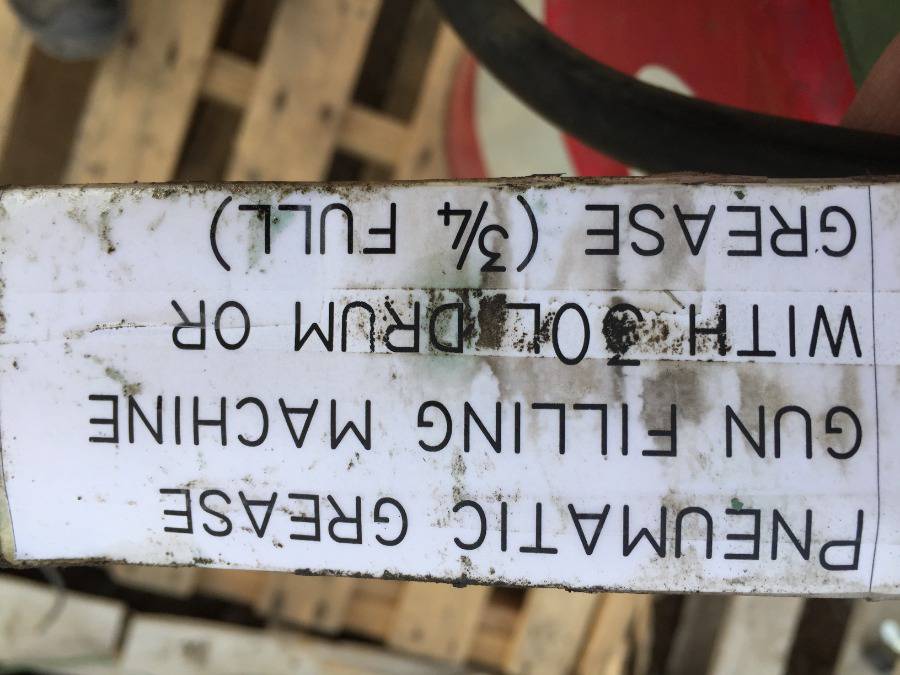 PNEUMATIC GREASE
GUN FILLING MACHINE
WITH 30L DRUM OR
GREASE (¾ FULL)